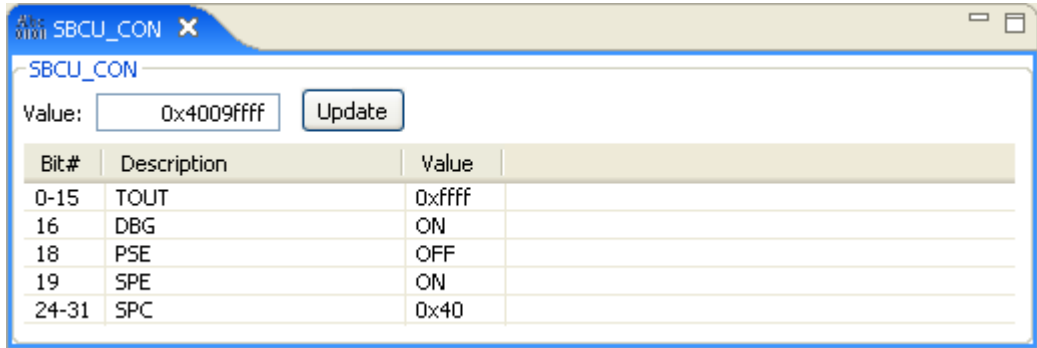 SBCU_CON
SBCU_CON
Value: 0x4009ffff Update
Bit# Description Value
0-15 TOUT 0xffff
16 DBG ON
18 PSE OFF
19 SPE ON
24-31 SPC 0x40